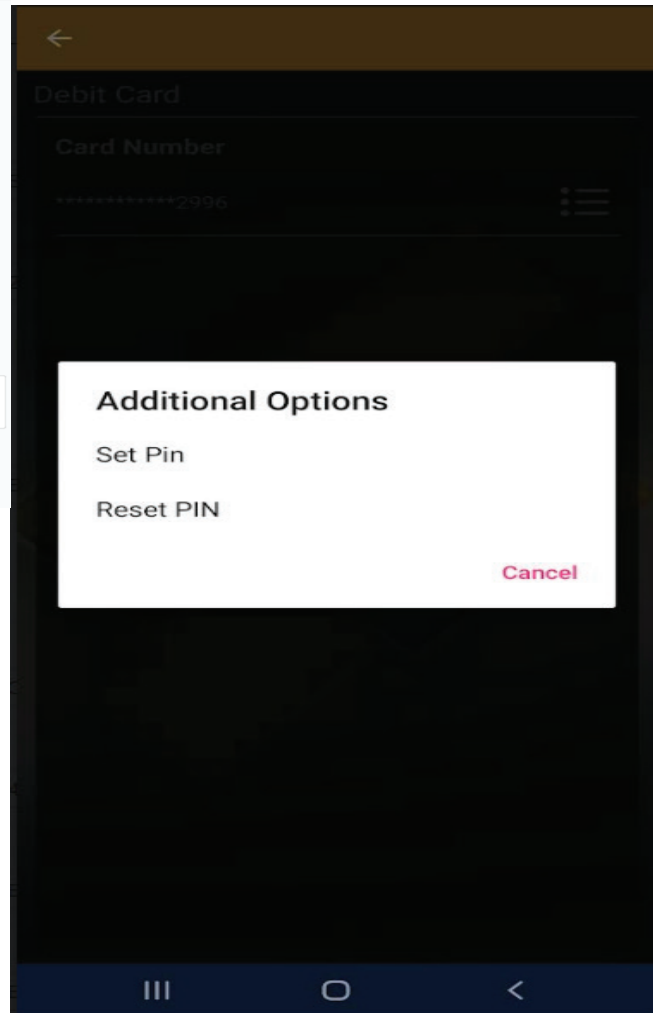 Debit Card
Card Number
************2996
Additional Options
Set Pin
Reset PIN
Cancel